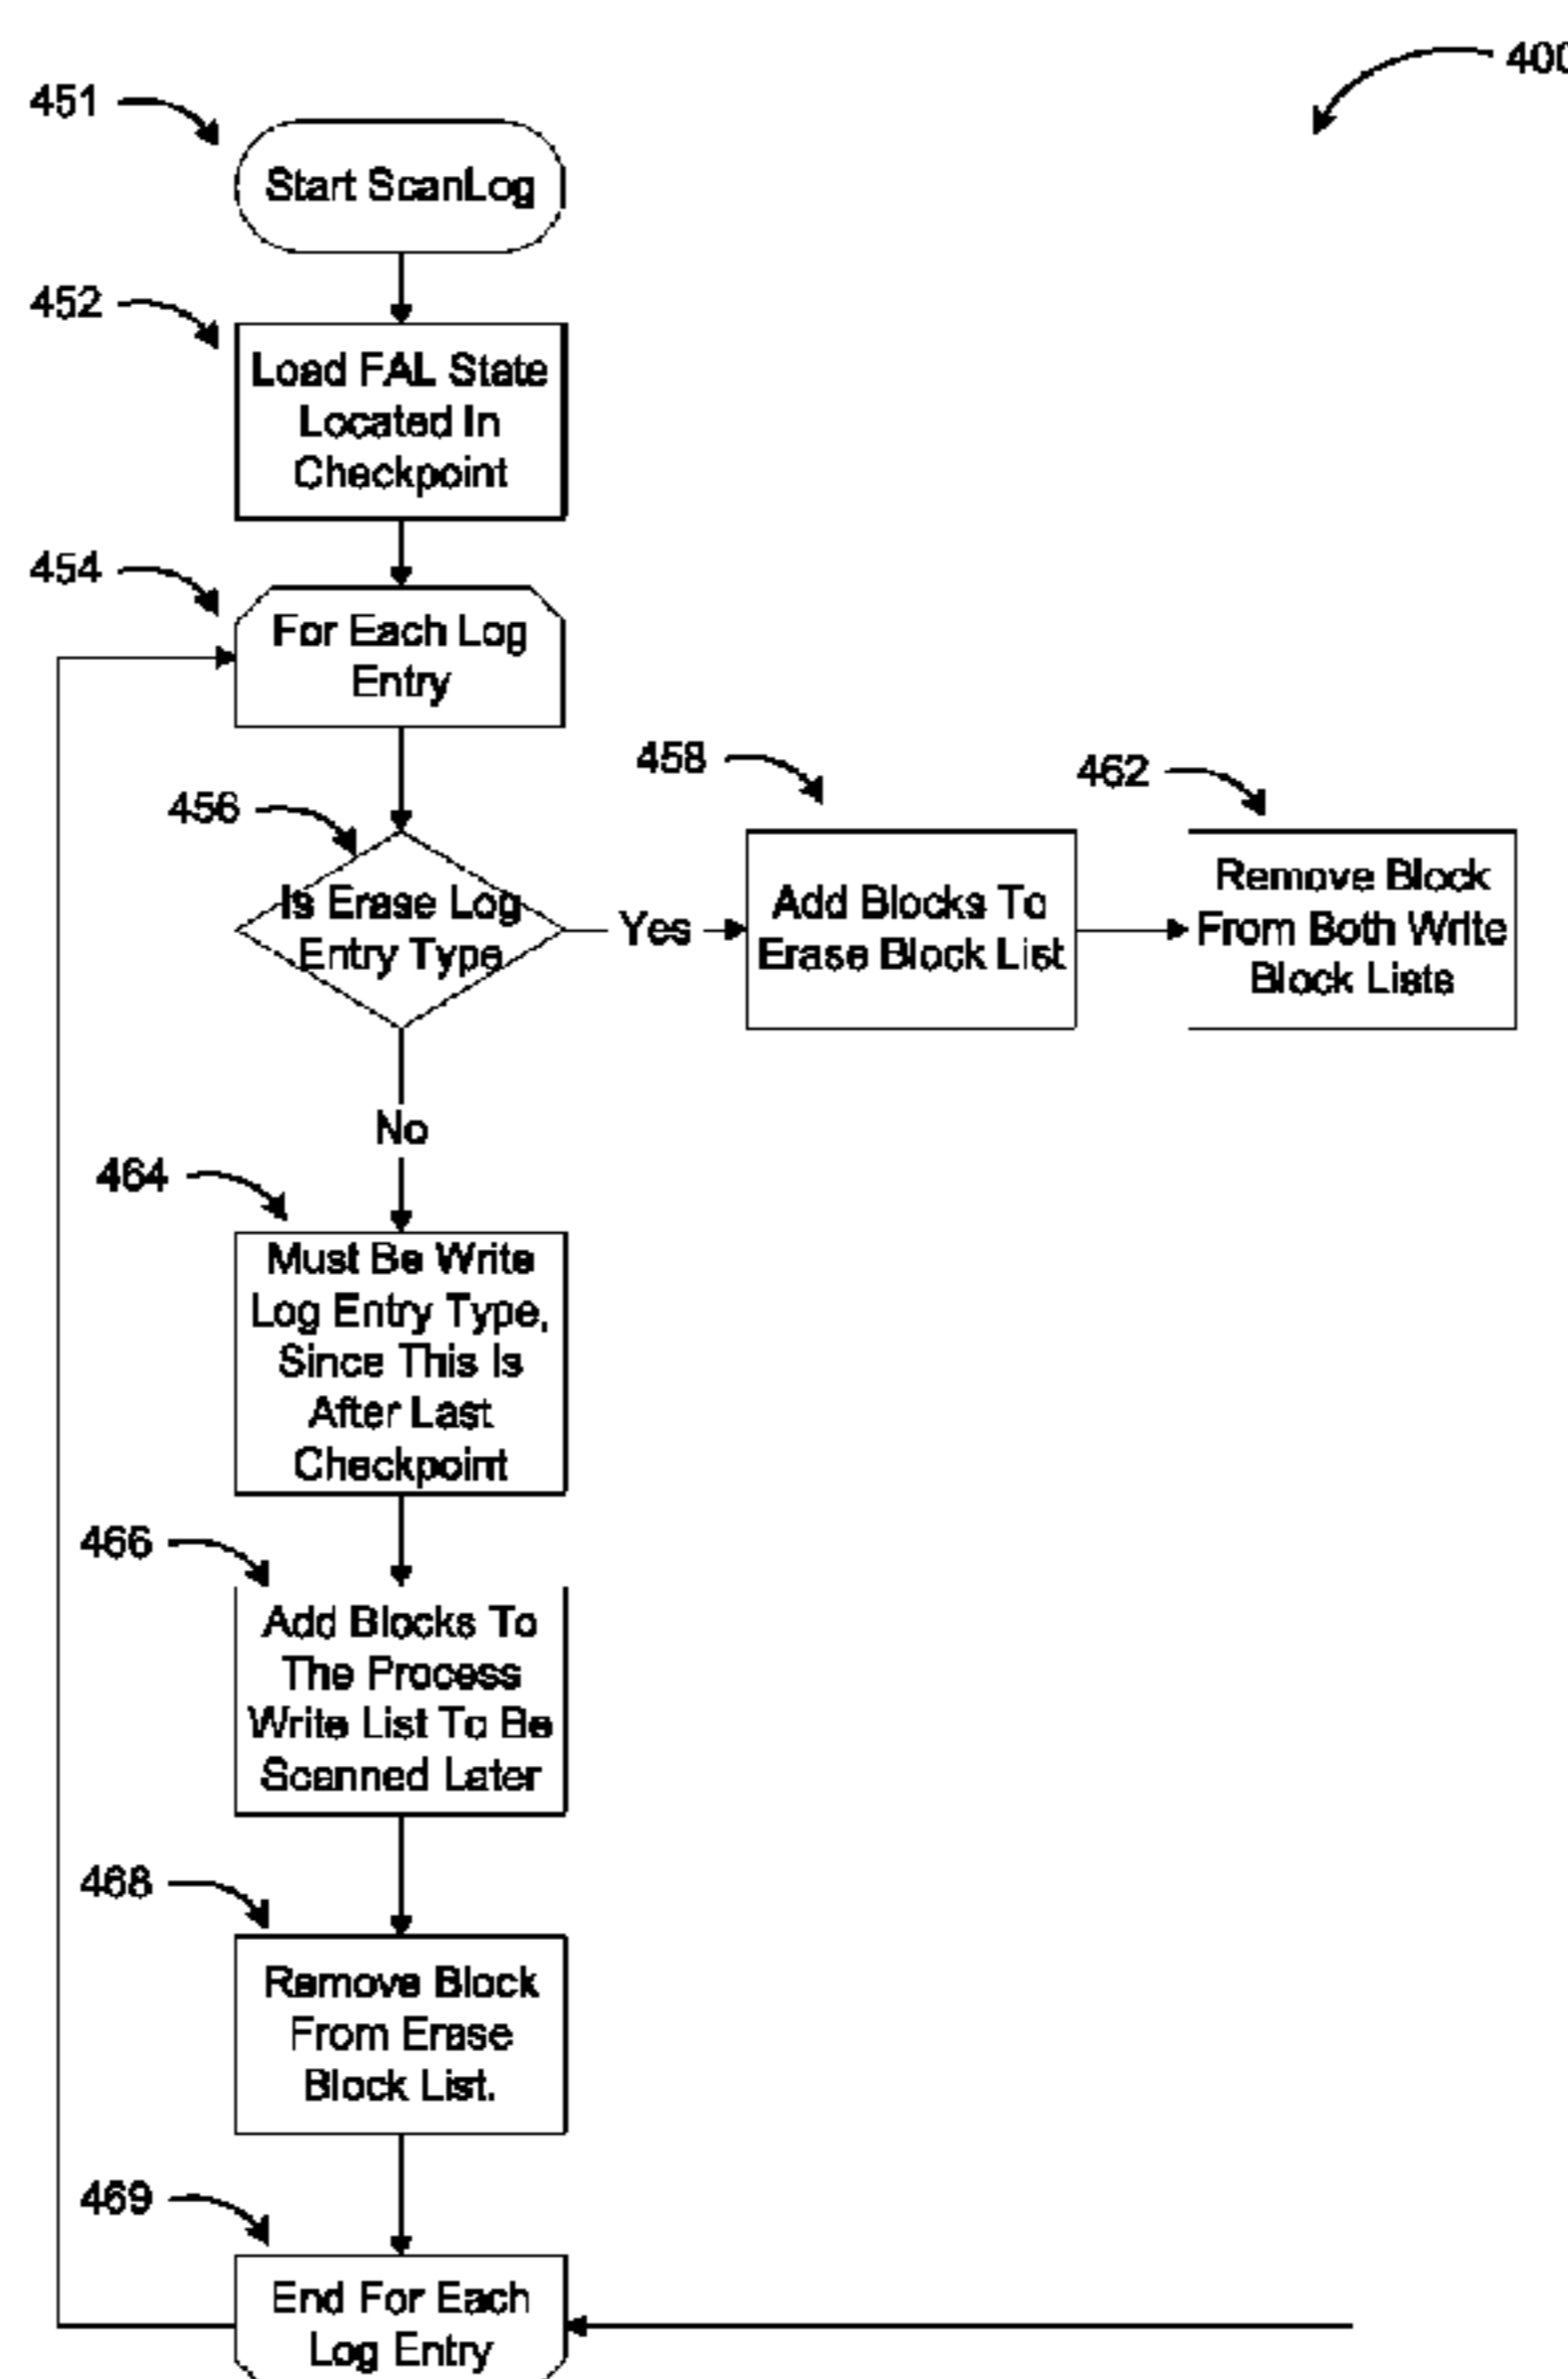 400
451
Start ScanLog
452
Load FAL State
Located In
Checkpoint
454
For Each Log
Entry
456
Is Erase Log
Entry Type
Yes
458
Add Blocks To
Erase Block List
462
Remove Block
From Both Write
Block Lists
No
464
Must Be Write
Log Entry Type,
Since This Is
After Last
Checkpoint
466
Add Blocks To
The Process
Write List To Be
Scanned Later
468
Remove Block
From Erase
Block List.
469
End For Each
Log Entry